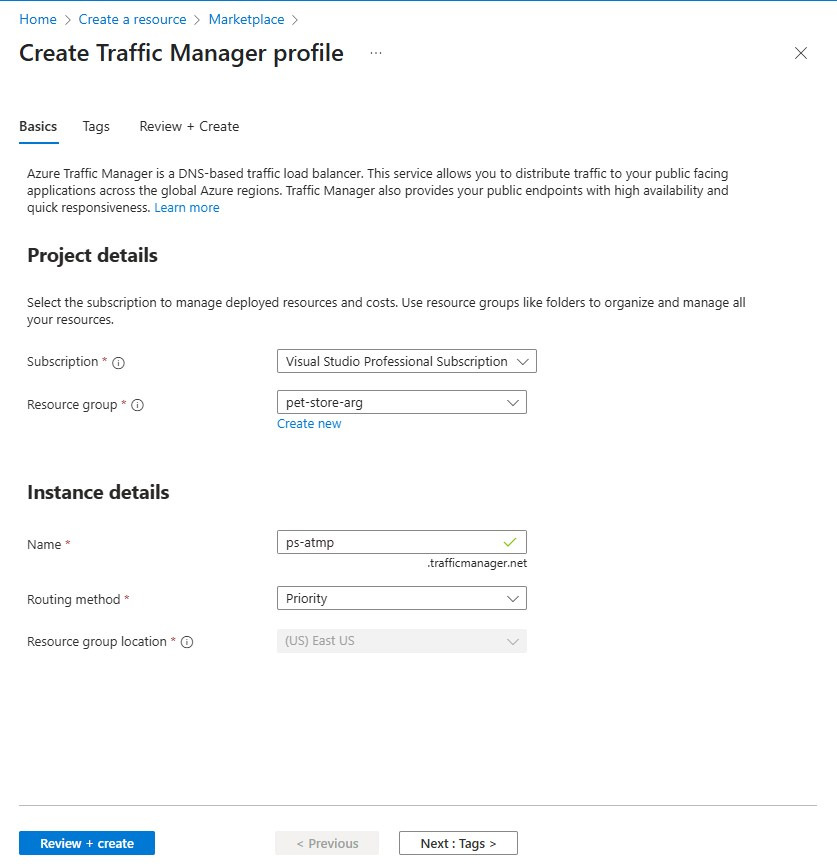 Home > Create a resource > Marketplace >
Create Traffic Manager profile ...
Basics Tags Review + Create
Azure Traffic Manager is a DNS-based traffic load balancer. This service allows you to distribute traffic to your public facing
applications across the global Azure regions. Traffic Manager also provides your public endpoints with high availability and
quick responsiveness. Learn more
Project details
Select the subscription to manage deployed resources and costs. Use resource groups like folders to organize and manage all
your resources.
Subscription * Visual Studio Professional Subscription
Resource group * pet-store-arg
Create new
Instance details
Name * ps-atmp
.trafficmanager.net
Routing method * Priority
Resource group location * (US) East US
Review + create < Previous Next : Tags >